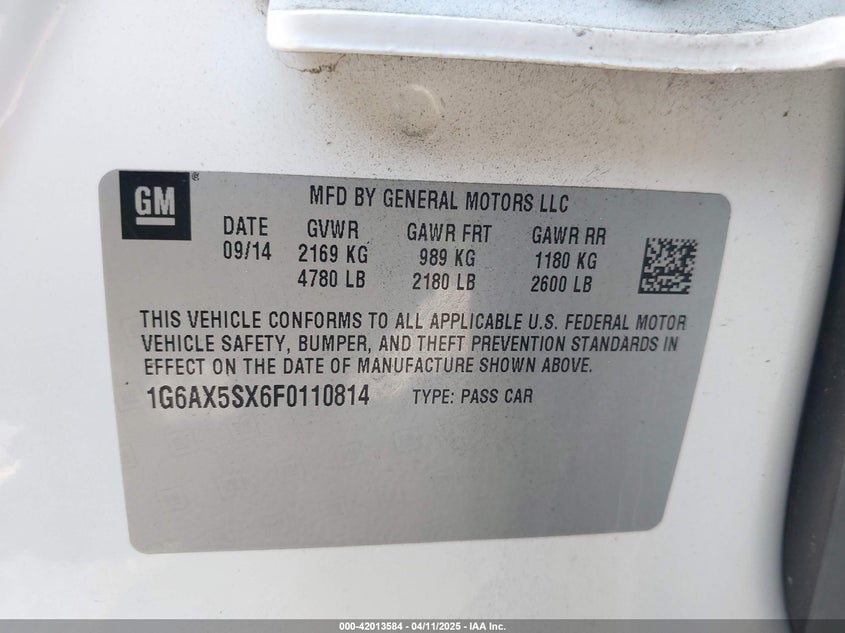 GM ®
MFD BY GENERAL MOTORS LLC
DATE GVWR GAWR FRT GAWR RR
09/14 2169 KG 989 KG 1180 KG
4780 LB 2180 LB 2600 LB
THIS VEHICLE CONFORMS TO ALL APPLICABLE U.S. FEDERAL MOTOR
VEHICLE SAFETY, BUMPER, AND THEFT PREVENTION STANDARDS IN
EFFECT ON THE DATE OF MANUFACTURE SHOWN ABOVE.
1G6AX5SX6F0110814 TYPE: PASS CAR
000-42013584 / 04/11/2025 - IAA Inc.